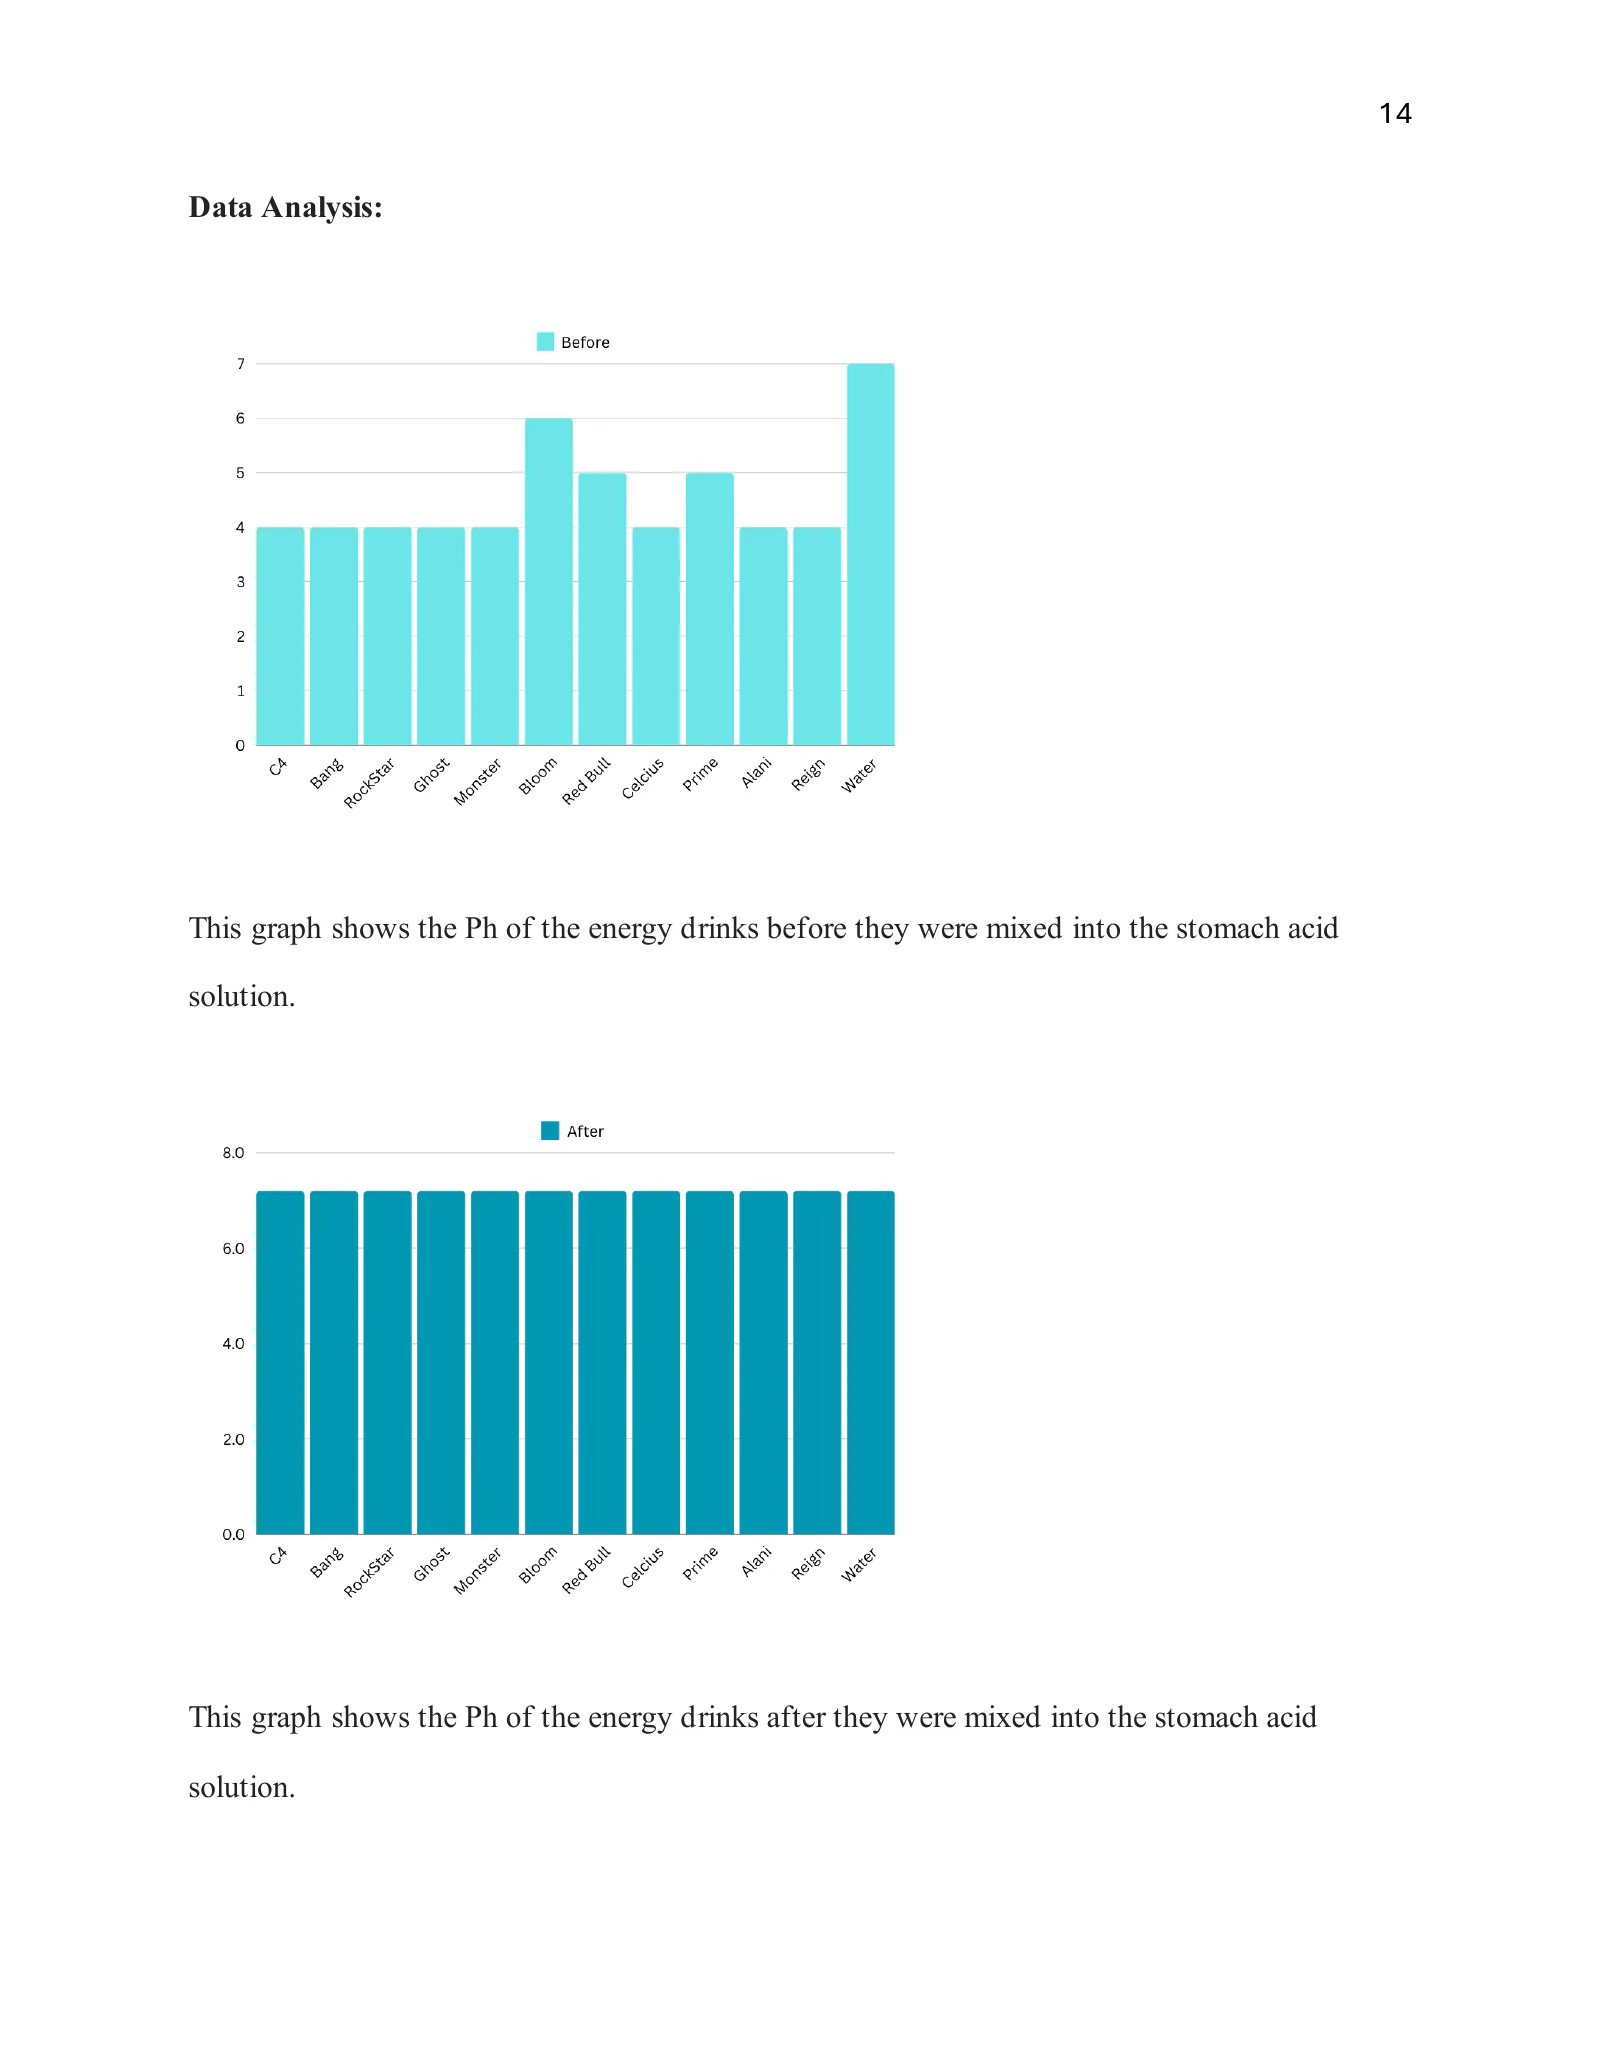 14
Data Analysis:
Before
7
6
5
4
3
2
1
0
C4 Bang RockStar Ghost Monster Bloom Red Bull Celcius Prime Alani Reign Water
This graph shows the Ph of the energy drinks before they were mixed into the stomach acid
solution.
After
8.0
6.0
4.0
2.0
0.0
C4 Bang RockStar Ghost Monster Bloom Red Bull Celcius Prime Alani Reign Water
This graph shows the Ph of the energy drinks after they were mixed into the stomach acid
solution.